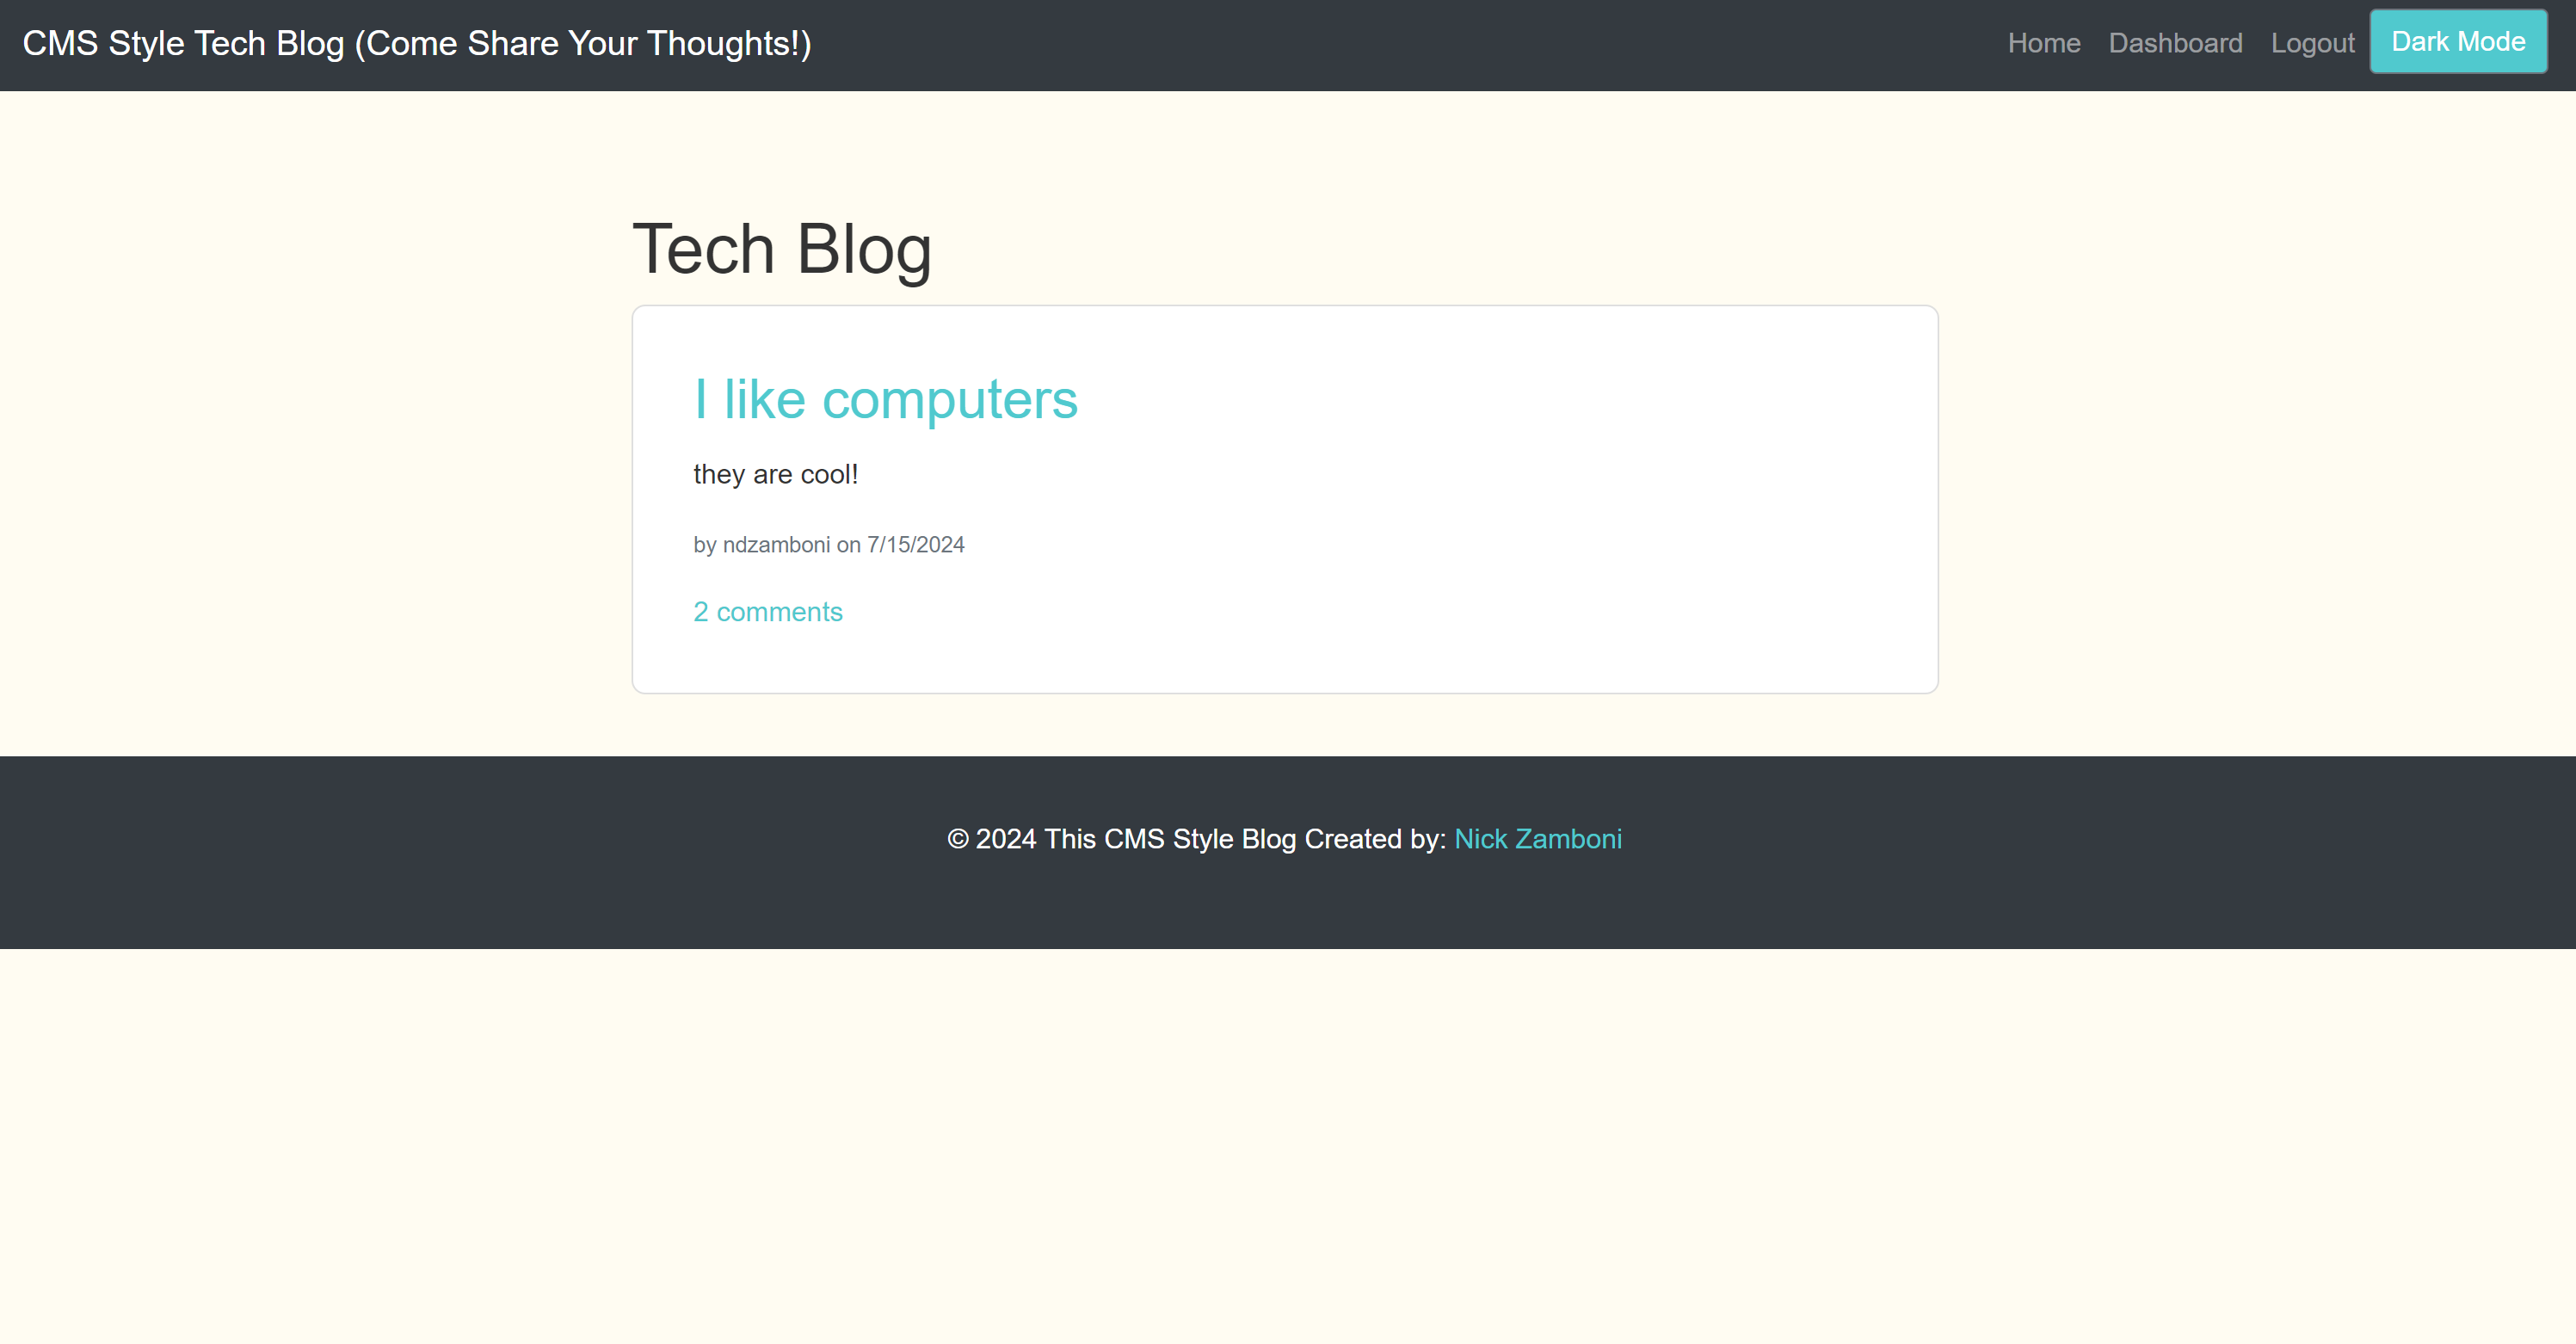 CMS Style Tech Blog (Come Share Your Thoughts!)
Home Dashboard Logout Dark Mode
Tech Blog
I like computers
they are cool!
by ndzamboni on 7/15/2024
2 comments
© 2024 This CMS Style Blog Created by: Nick Zamboni